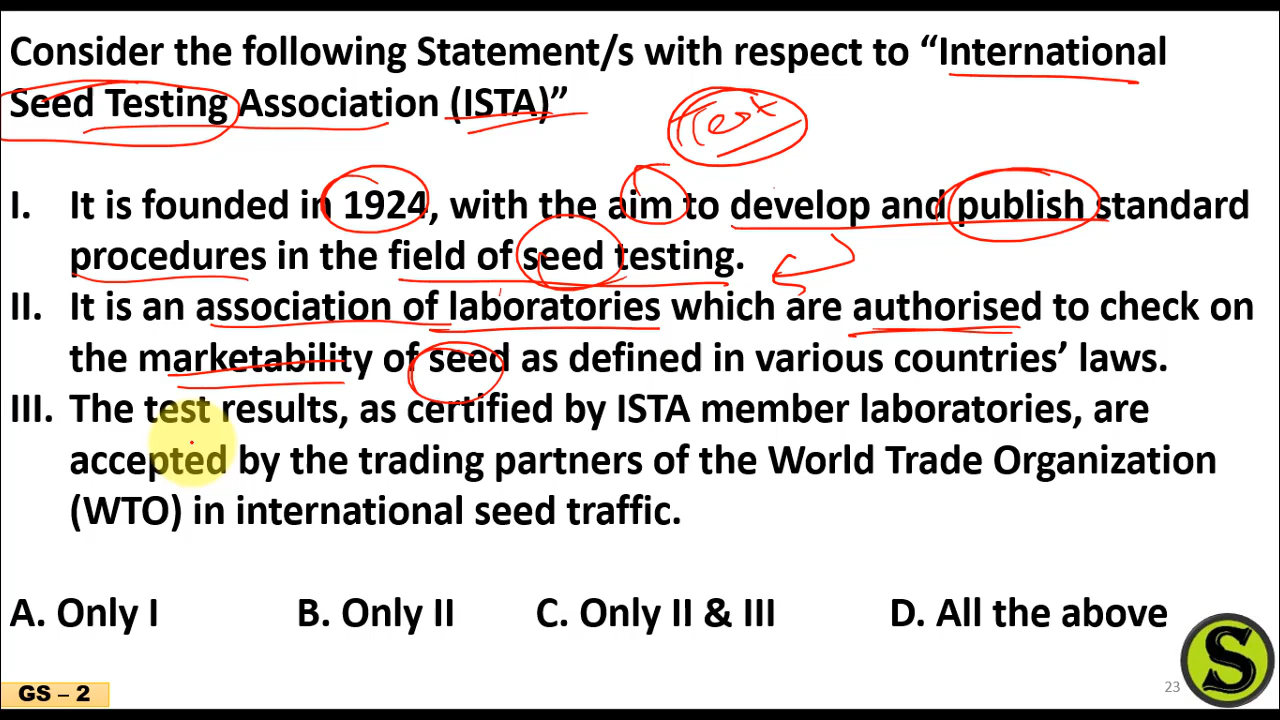 Consider the following Statement/s with respect to “International
Seed Testing Association (ISTA)”
Test
I. It is founded in 1924, with the aim to develop and publish standard
procedures in the field of seed testing.
II. It is an association of laboratories which are authorised to check on
the marketability of seed as defined in various countries’ laws.
III. The test results, as certified by ISTA member laboratories, are
accepted by the trading partners of the World Trade Organization
(WTO) in international seed traffic.
A. Only I B. Only II C. Only II & III D. All the above
S
GS – 2
23